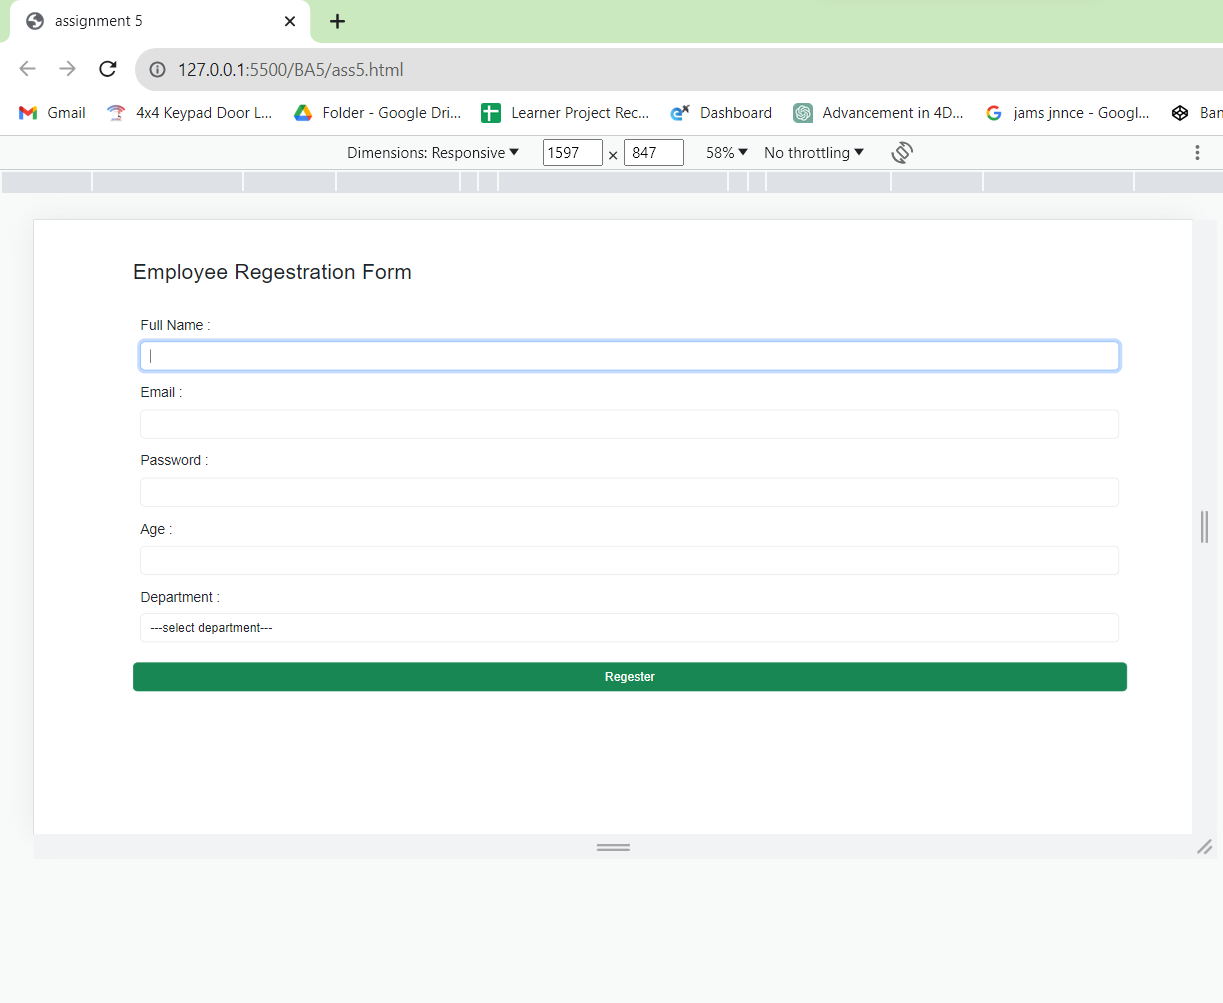 assignment 5
127.0.0.1:5500/BA5/ass5.html
Gmail 4x4 Keypad Door L... Folder - Google Dri... Learner Project Rec... Dashboard Advancement in 4D... jams jnnce - Googl... Ban
Dimensions: Responsive 1597 × 847 58% No throttling
Employee Regestration Form
Full Name :
Email :
Password :
Age :
Department :
---select department---
Regester